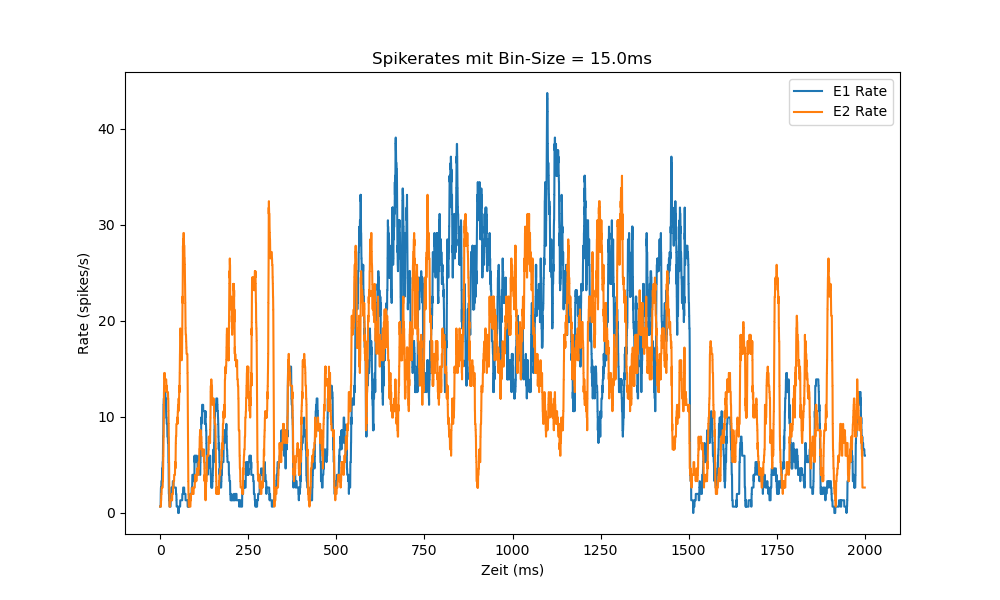 Spikerates mit Bin-Size = 15.0ms
E1 Rate
E2 Rate
Rate (spikes/s)
40
30
20
10
0
0 250 500 750 1000 1250 1500 1750 2000
Zeit (ms)